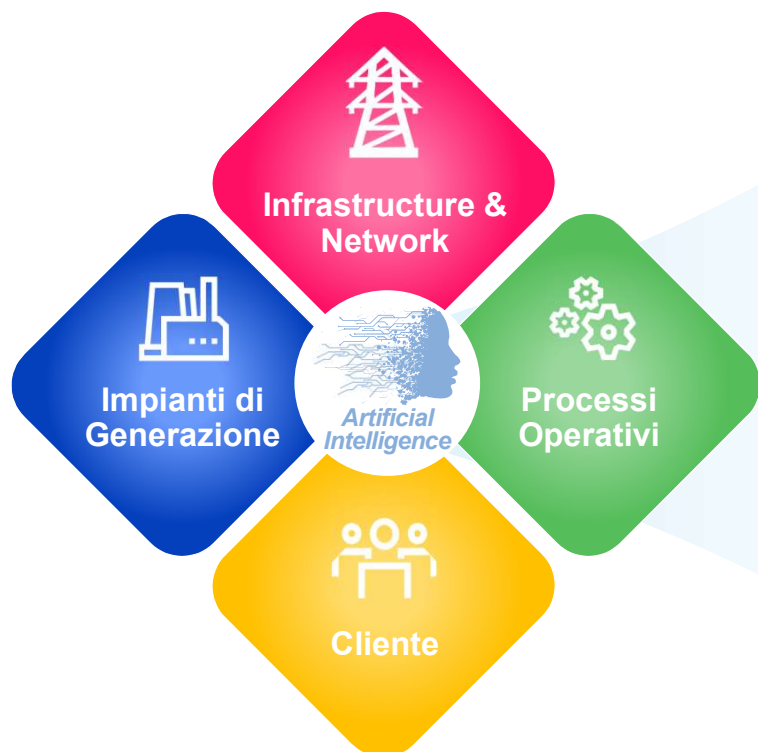 Infrastructure &
Network
Impianti di
Generazione
Artificial
Intelligence
Processi
Operativi
Cliente